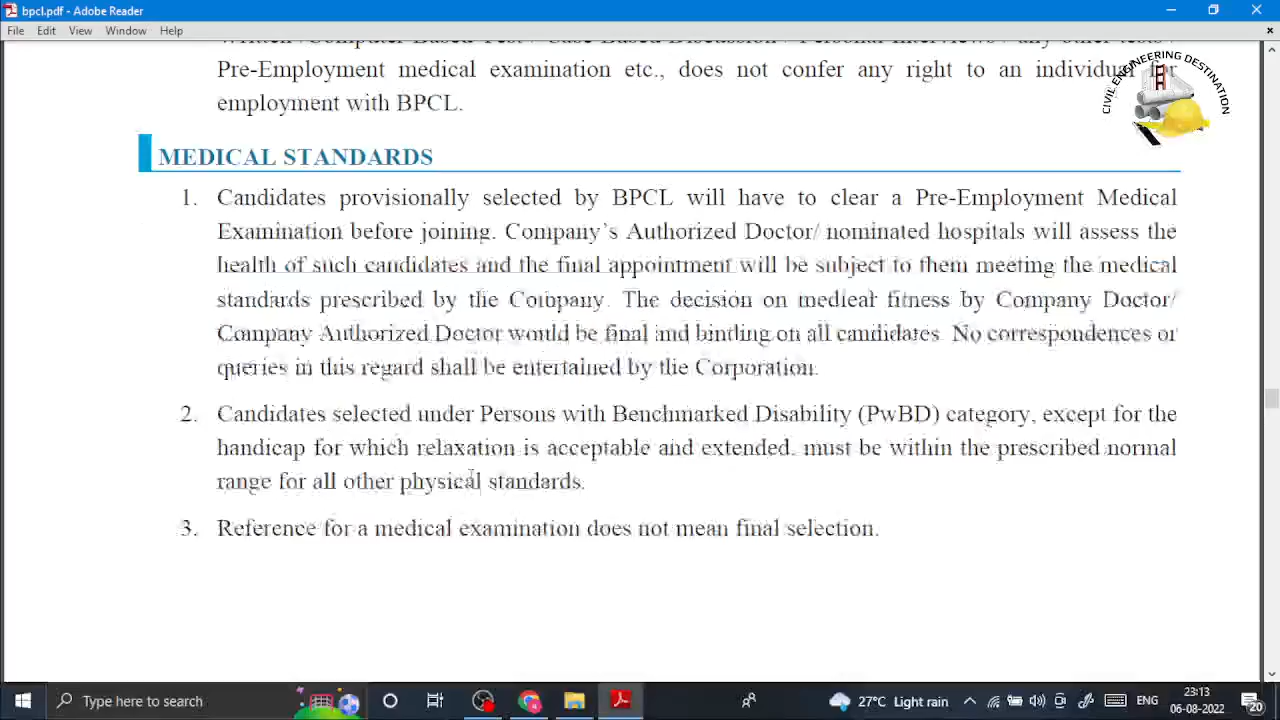 bpcl.pdf - Adobe Reader
File Edit View Window Help
Pre-Employment medical examination etc., does not confer any right to an individual for
employment with BPCL.
CIVIL ENGINEERING DESTINATION
MEDICAL STANDARDS
1. Candidates provisionally selected by BPCL will have to clear a Pre-Employment Medical
Examination before joining. Company's Authorized Doctor/ nominated hospitals will assess the
health of such candidates and the final appointment will be subject to them meeting the medical
standards prescribed by the Company. The decision on medical fitness by Company Doctor/
Company Authorized Doctor would be final and binding on all candidates. No correspondences or
queries in this regard shall be entertained by the Corporation.
2. Candidates selected under Persons with Benchmarked Disability (PwBD) category, except for the
handicap for which relaxation is acceptable and extended, must be within the prescribed normal
range for all other physical standards.
3. Reference for a medical examination does not mean final selection.
Type here to search
27°C Light rain
ENG
23:13
06-08-2022
20